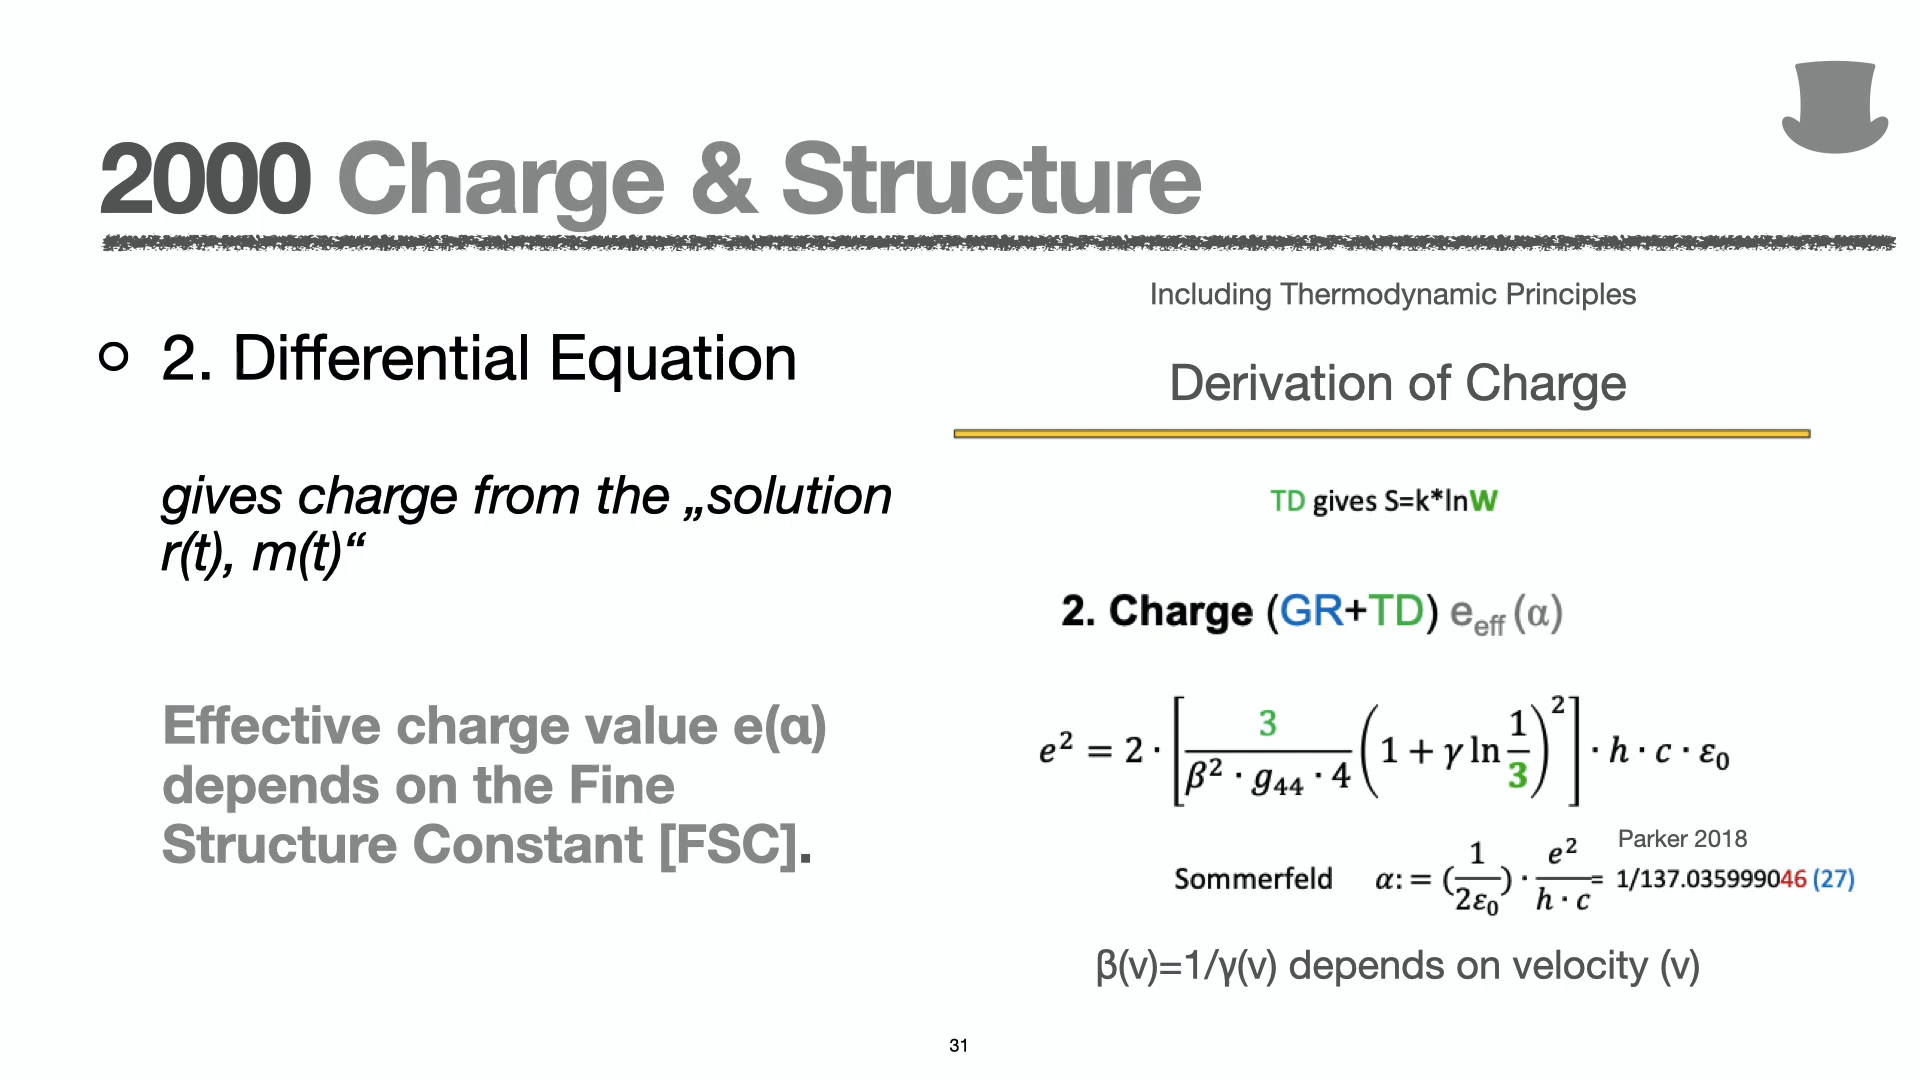 2000 Charge & Structure
2. Differential Equation
gives charge from the „solution
r(t), m(t)“
Effective charge value e(α)
depends on the Fine
Structure Constant [FSC].
Including Thermodynamic Principles
Derivation of Charge
TD gives S=k*lnW
2. Charge (GR+TD) e_eff (α)
e² = 2 · [ 3 / (β² · g₄₄ · 4) (1 + γ ln 1/3)² ] · h · c · ε₀
Parker 2018
Sommerfeld α: = (1/2ε₀) · e²/h · c = 1/137.035999046 (27)
β(v)=1/γ(v) depends on velocity (v)
31